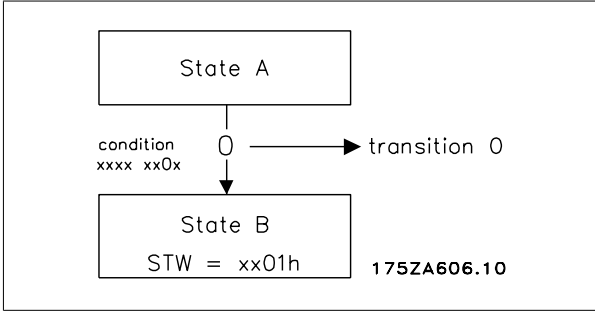 State A
condition
xxxx xx0x
0
transition 0
State B
STW = xx01h
175ZA606.10